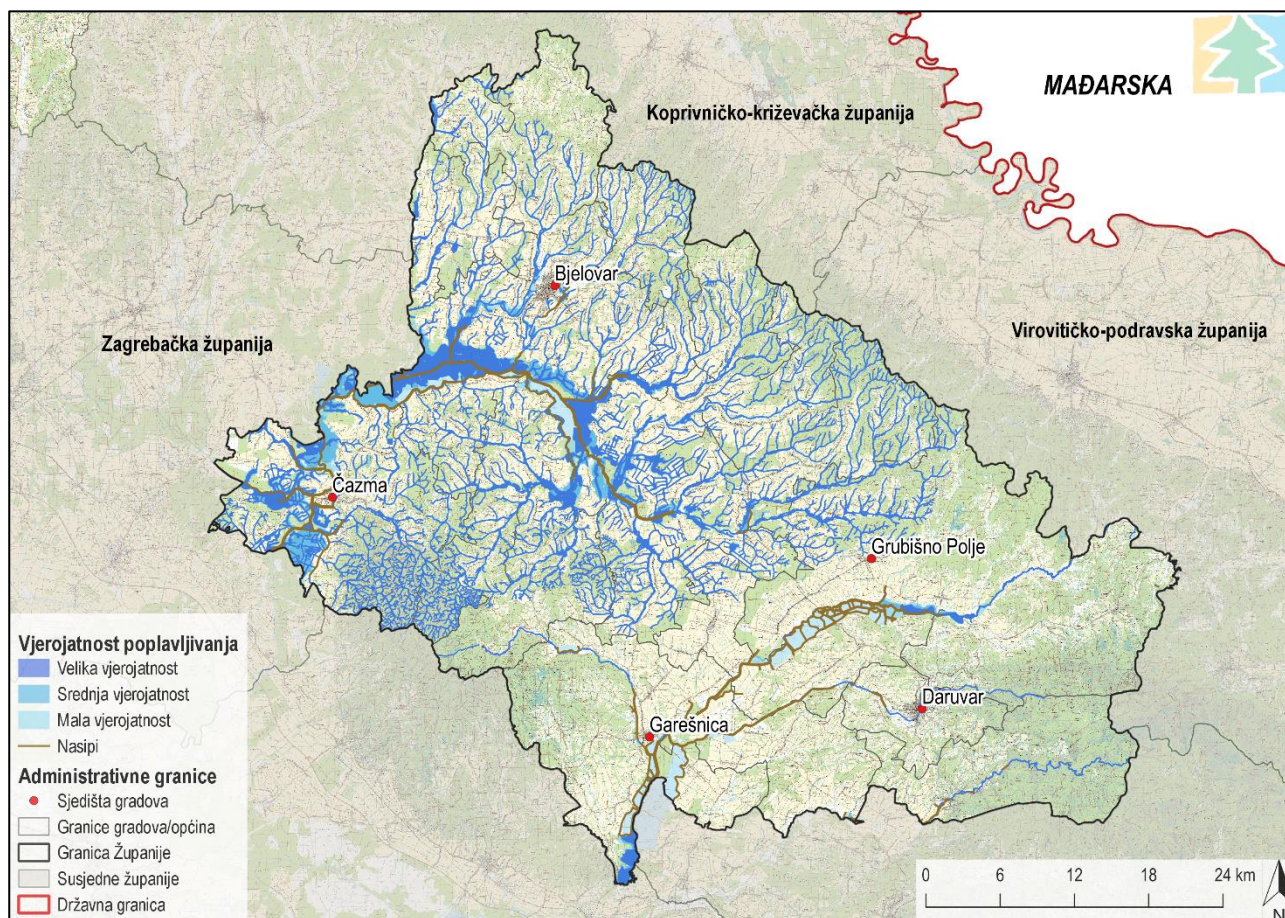 MAĐARSKA
Koprivničko-križevačka županija
Bjelovar
Zagrebačka županija
Virovitičko-podravska županija
Čazma
Grubišno Polje
Daruvar
Garešnica
Vjerojatnost poplavljivanja
Velika vjerojatnost
Srednja vjerojatnost
Mala vjerojatnost
Nasipi
Administrativne granice
Sjedišta gradova
Granice gradova/općina
Granica Županije
Susjedne županije
Državna granica
0 6 12 18 24 km
N